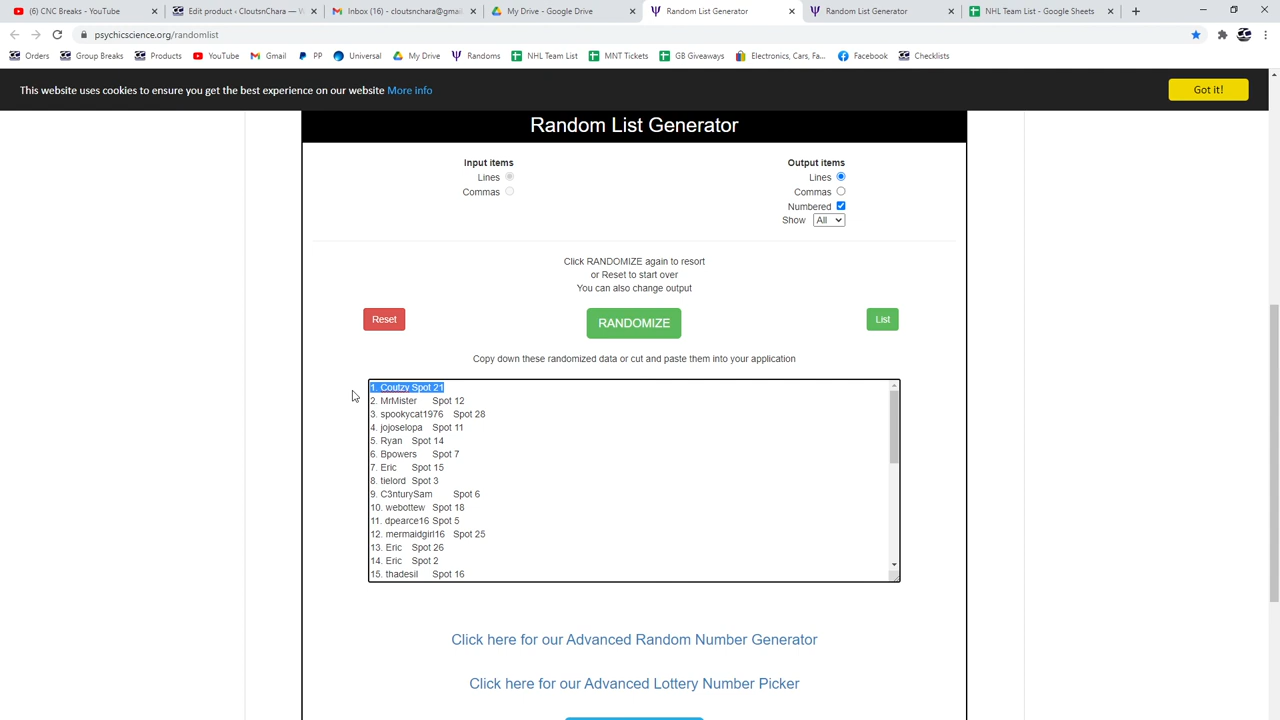 (6) CNC Breaks - YouTube
Edit product ‹ CloutsnChara — W
Inbox (16) - cloutsnchara@gmai
My Drive - Google Drive
Random List Generator
Random List Generator
NHL Team List - Google Sheets
psychicscience.org/randomlist
Orders
Group Breaks
Products
YouTube
Gmail
PP
Universal
My Drive
Randoms
NHL Team List
MNT Tickets
GB Giveaways
Electronics, Cars, Fa...
Facebook
Checklists
This website uses cookies to ensure you get the best experience on our website More info
Got it!
Random List Generator
Input items
Lines
Commas
Output items
Lines
Commas
Numbered
Show All
Click RANDOMIZE again to resort
or Reset to start over
You can also change output
Reset
RANDOMIZE
List
Copy down these randomized data or cut and paste them into your application
1. Coutzy Spot 21
2. MrMister Spot 12
3. spookycat1976 Spot 28
4. jojoselopa Spot 11
5. Ryan Spot 14
6. Bpowers Spot 7
7. Eric Spot 15
8. tielord Spot 3
9. C3nturySam Spot 6
10. webottew Spot 18
11. dpearce16 Spot 5
12. mermaidgirl16 Spot 25
13. Eric Spot 26
14. Eric Spot 2
15. thadesil Spot 16
Click here for our Advanced Random Number Generator
Click here for our Advanced Lottery Number Picker